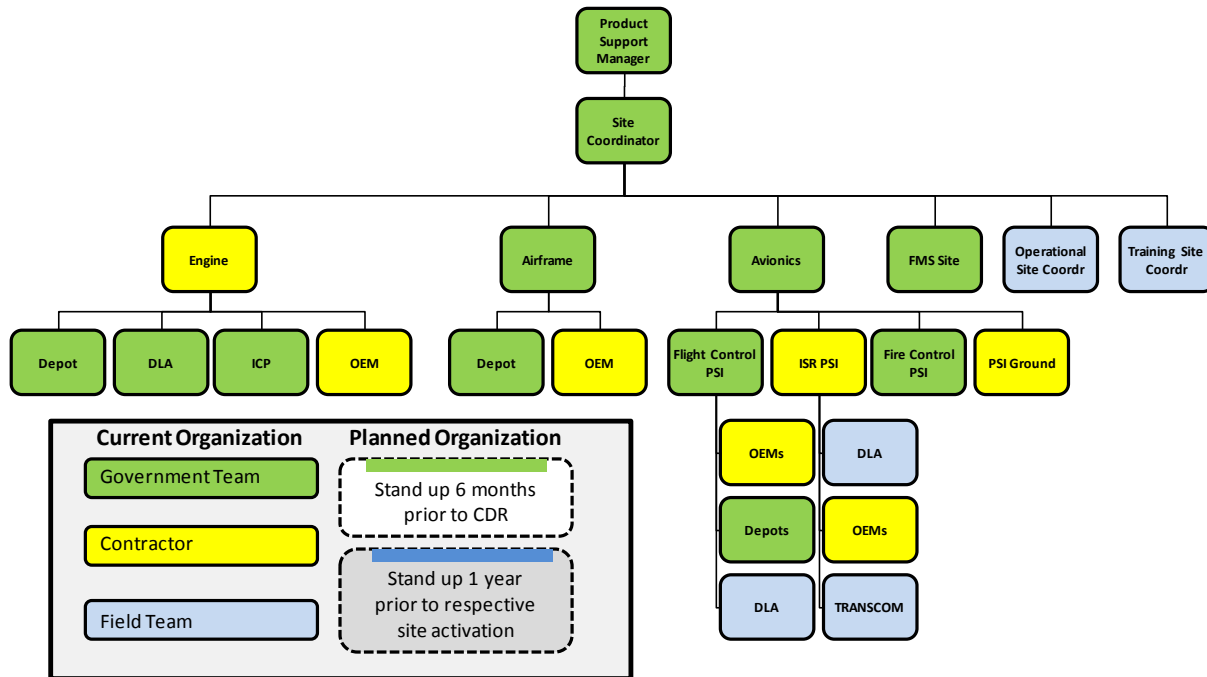 Product
Support
Manager
Site
Coordinator
Engine
Airframe
Avionics
FMS Site
Operational
Site Coordr
Training Site
Coordr
Depot
DLA
ICP
OEM
Depot
OEM
Flight Control
PSI
ISR PSI
Fire Control
PSI
PSI Ground
OEMs
DLA
Depots
OEMs
DLA
TRANSCOM
Current Organization
Planned Organization
Government Team
Contractor
Field Team
Stand up 6 months
prior to CDR
Stand up 1 year
prior to respective
site activation